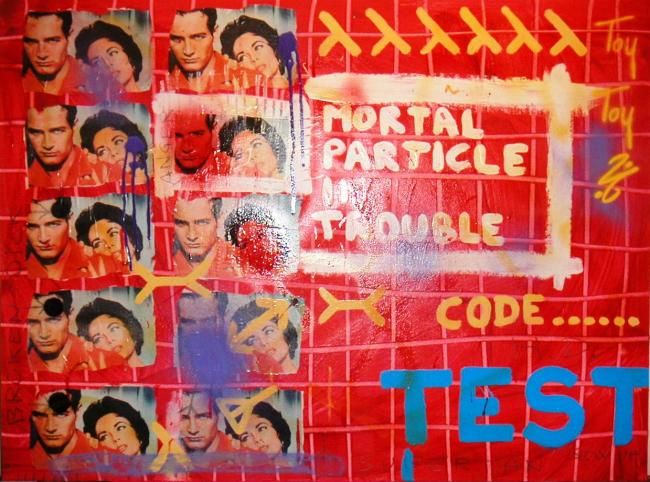 Toy
Toy
MORTAL
PARTICLE
IN
TROUBLE
CODE......
TEST